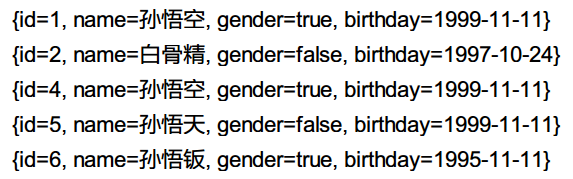 {id=1, name=孙悟空, gender=true, birthday=1999-11-11}
{id=2, name=白骨精, gender=false, birthday=1997-10-24}
{id=4, name=孙悟空, gender=true, birthday=1999-11-11}
{id=5, name=孙悟天, gender=false, birthday=1999-11-11}
{id=6, name=孙悟钣, gender=true, birthday=1995-11-11}